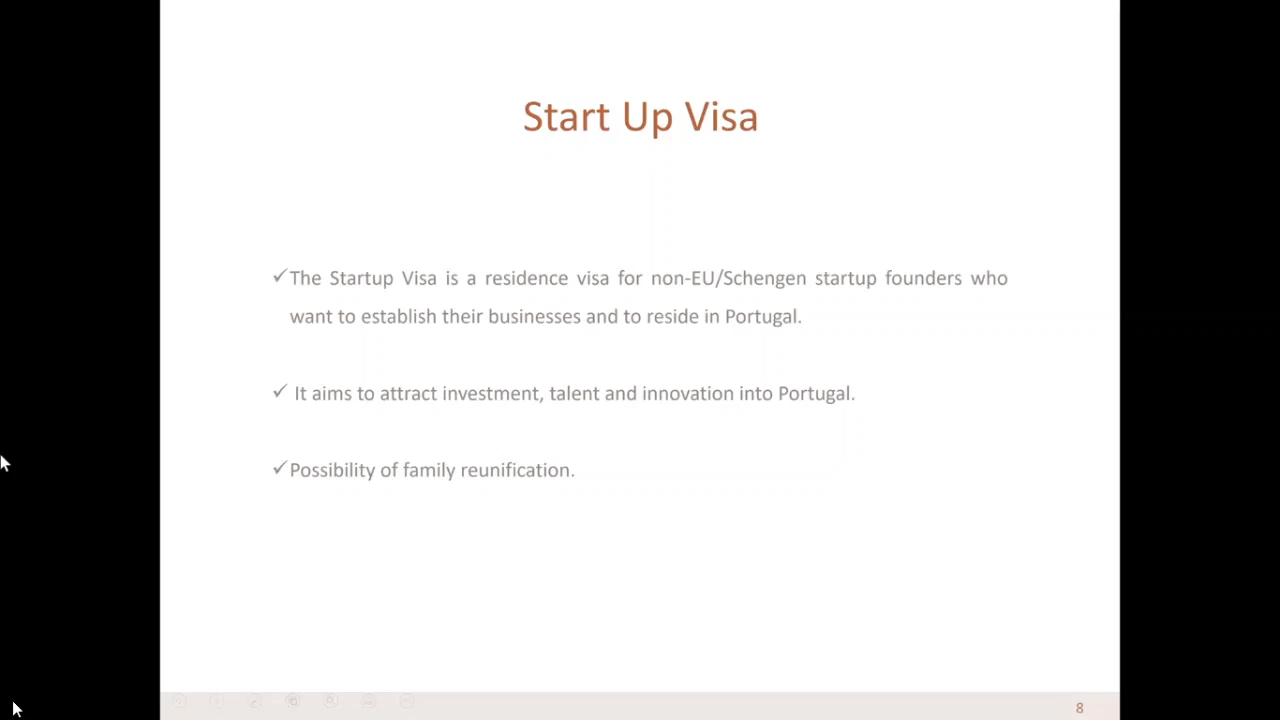 Start Up Visa
✓The Startup Visa is a residence visa for non-EU/Schengen startup founders who
want to establish their businesses and to reside in Portugal.
✓ It aims to attract investment, talent and innovation into Portugal.
✓Possibility of family reunification.
8